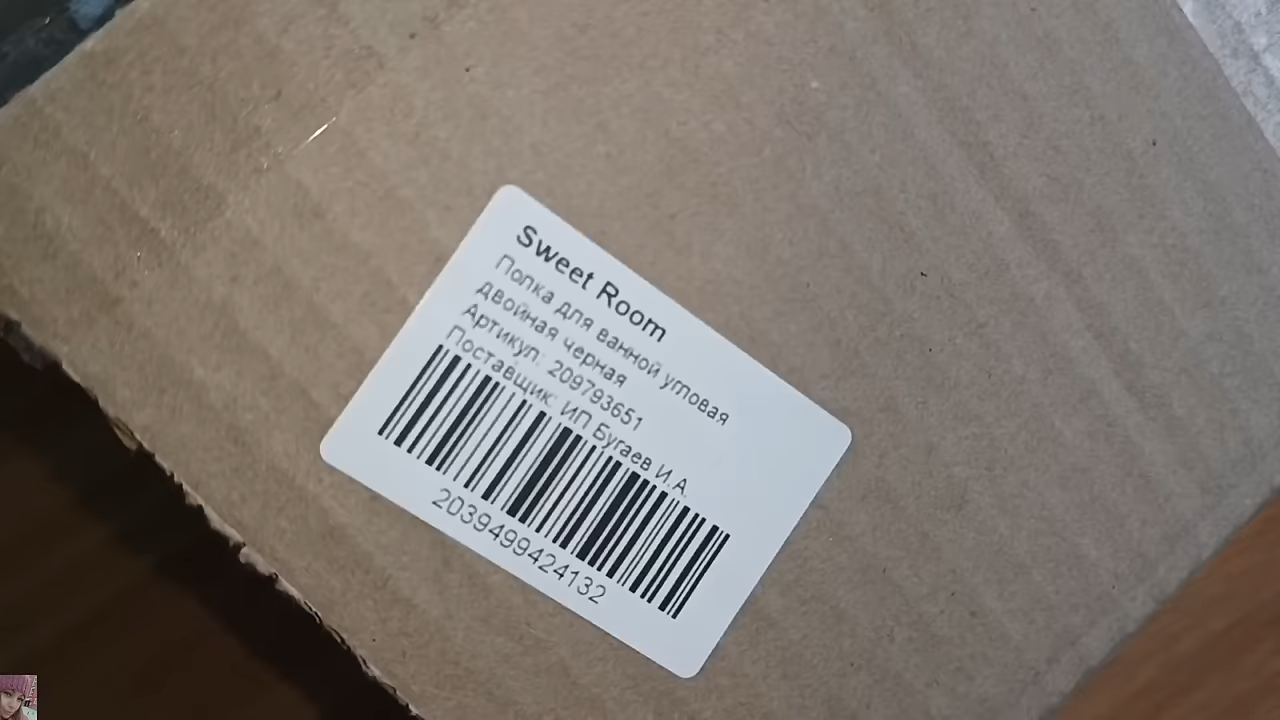 Sweet Room
Полка для ванной угловая
двойная черная
Артикул: 209793651
Поставщик: ИП Бугаев И.А.
2039499424132